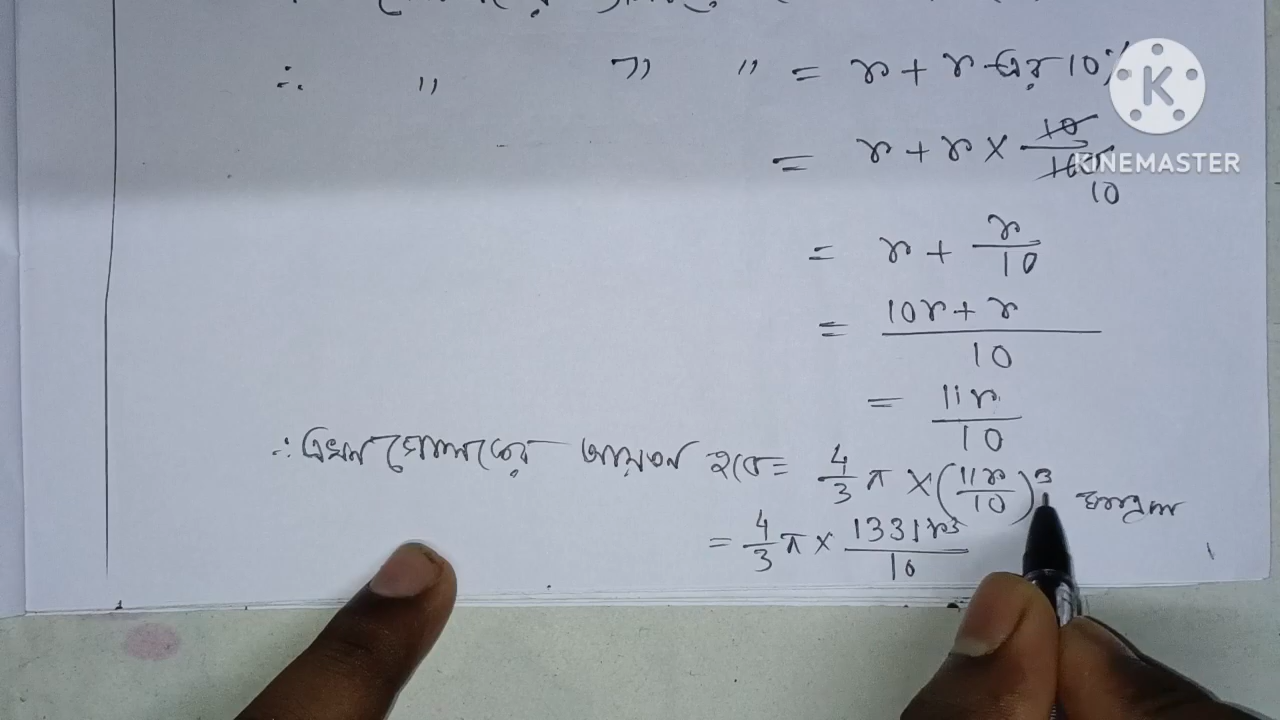 ∴ " " " = r + r এর 10%
= r + r × 10/100 10
= r + r/10
= 10r + r/10
= 11r/10
∴ এখন গোলকের আয়তন হবে = 4/3 π × (11r/10)³ ঘনএকক
= 4/3 π × 1331r³/10
K
KINEMASTER